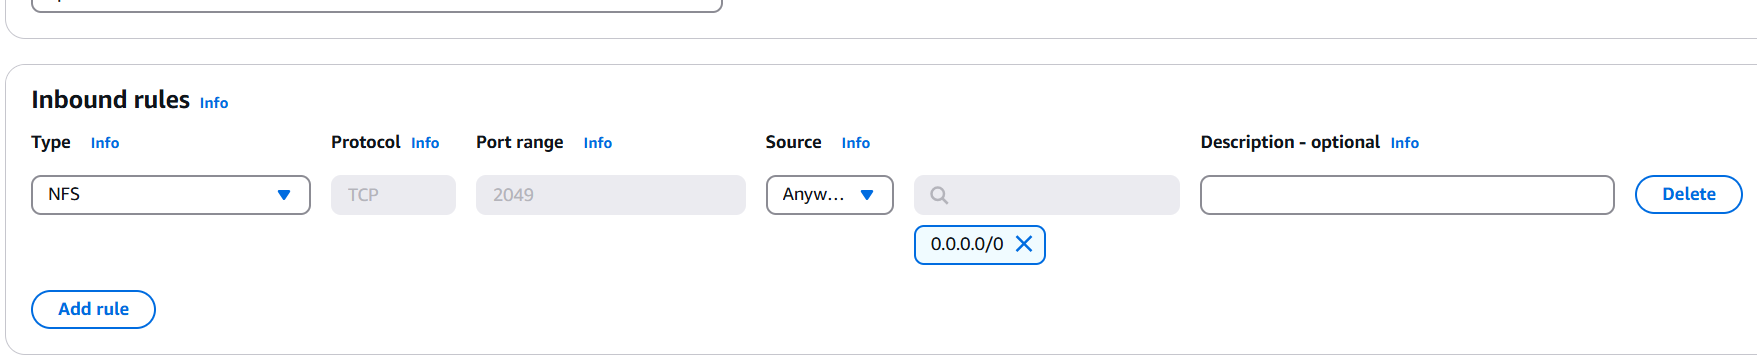 Inbound rules Info
Type Info Protocol Info Port range Info Source Info Description - optional Info
NFS TCP 2049 Anyw... Delete
0.0.0.0/0
Add rule